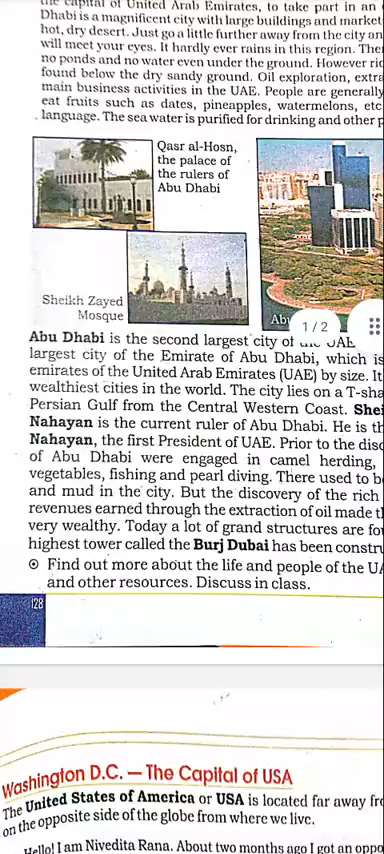 the capital of United Arab Emirates, to take part in an
Dhabi is a magnificent city with large buildings and market
hot, dry desert. Just go a little further away from the city an
will meet your eyes. It hardly ever rains in this region. The
no ponds and no water even under the ground. However ric
found below the dry sandy ground. Oil exploration, extra
main business activities in the UAE. People are generally
eat fruits such as dates, pineapples, watermelons, etc
language. The sea water is purified for drinking and other p
Qasr al-Hosn,
the palace of
the rulers of
Abu Dhabi
Sheikh Zayed
Mosque
Abu
1 / 2
Abu Dhabi is the second largest city of the UAE
largest city of the Emirate of Abu Dhabi, which is
emirates of the United Arab Emirates (UAE) by size. It
wealthiest cities in the world. The city lies on a T-sha
Persian Gulf from the Central Western Coast. Shei
Nahayan is the current ruler of Abu Dhabi. He is th
Nahayan, the first President of UAE. Prior to the disc
of Abu Dhabi were engaged in camel herding,
vegetables, fishing and pearl diving. There used to b
and mud in the city. But the discovery of the rich
revenues earned through the extraction of oil made t
very wealthy. Today a lot of grand structures are fo
highest tower called the Burj Dubai has been constr
Find out more about the life and people of the UA
and other resources. Discuss in class.
128
Washington D.C. — The Capital of USA
The United States of America or USA is located far away fr
on the opposite side of the globe from where we live.
Hello! I am Nivedita Rana. About two months ago I got an oppo